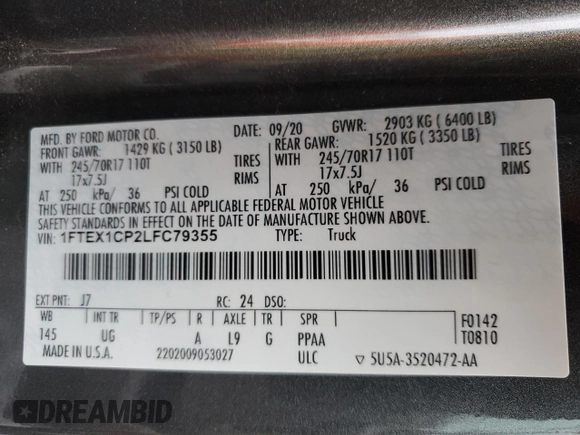 MFD. BY FORD MOTOR CO.
DATE: 09/20 GVWR: 2903 KG ( 6400 LB)
FRONT GAWR: 1429 KG ( 3150 LB) REAR GAWR: 1520 KG ( 3350 LB)
WITH 245/70R17 110T TIRES WITH 245/70R17 110T TIRES
17x7.5J RIMS 17x7.5J RIMS
AT 250 kPa/ 36 PSI COLD AT 250 kPa/ 36 PSI COLD
THIS VEHICLE CONFORMS TO ALL APPLICABLE FEDERAL MOTOR VEHICLE
SAFETY STANDARDS IN EFFECT ON THE DATE OF MANUFACTURE SHOWN ABOVE.
VIN: 1FTEX1CP2LFC79355 TYPE: Truck
EXT PNT: J7 RC: 24 DSO:
WB INT TR TP/PS R AXLE TR SPR F0142
145 UG A L9 G PPAA T0810
MADE IN U.S.A. 2202009053027 ULC ▽ 5U5A-3520472-AA
DREAMBID